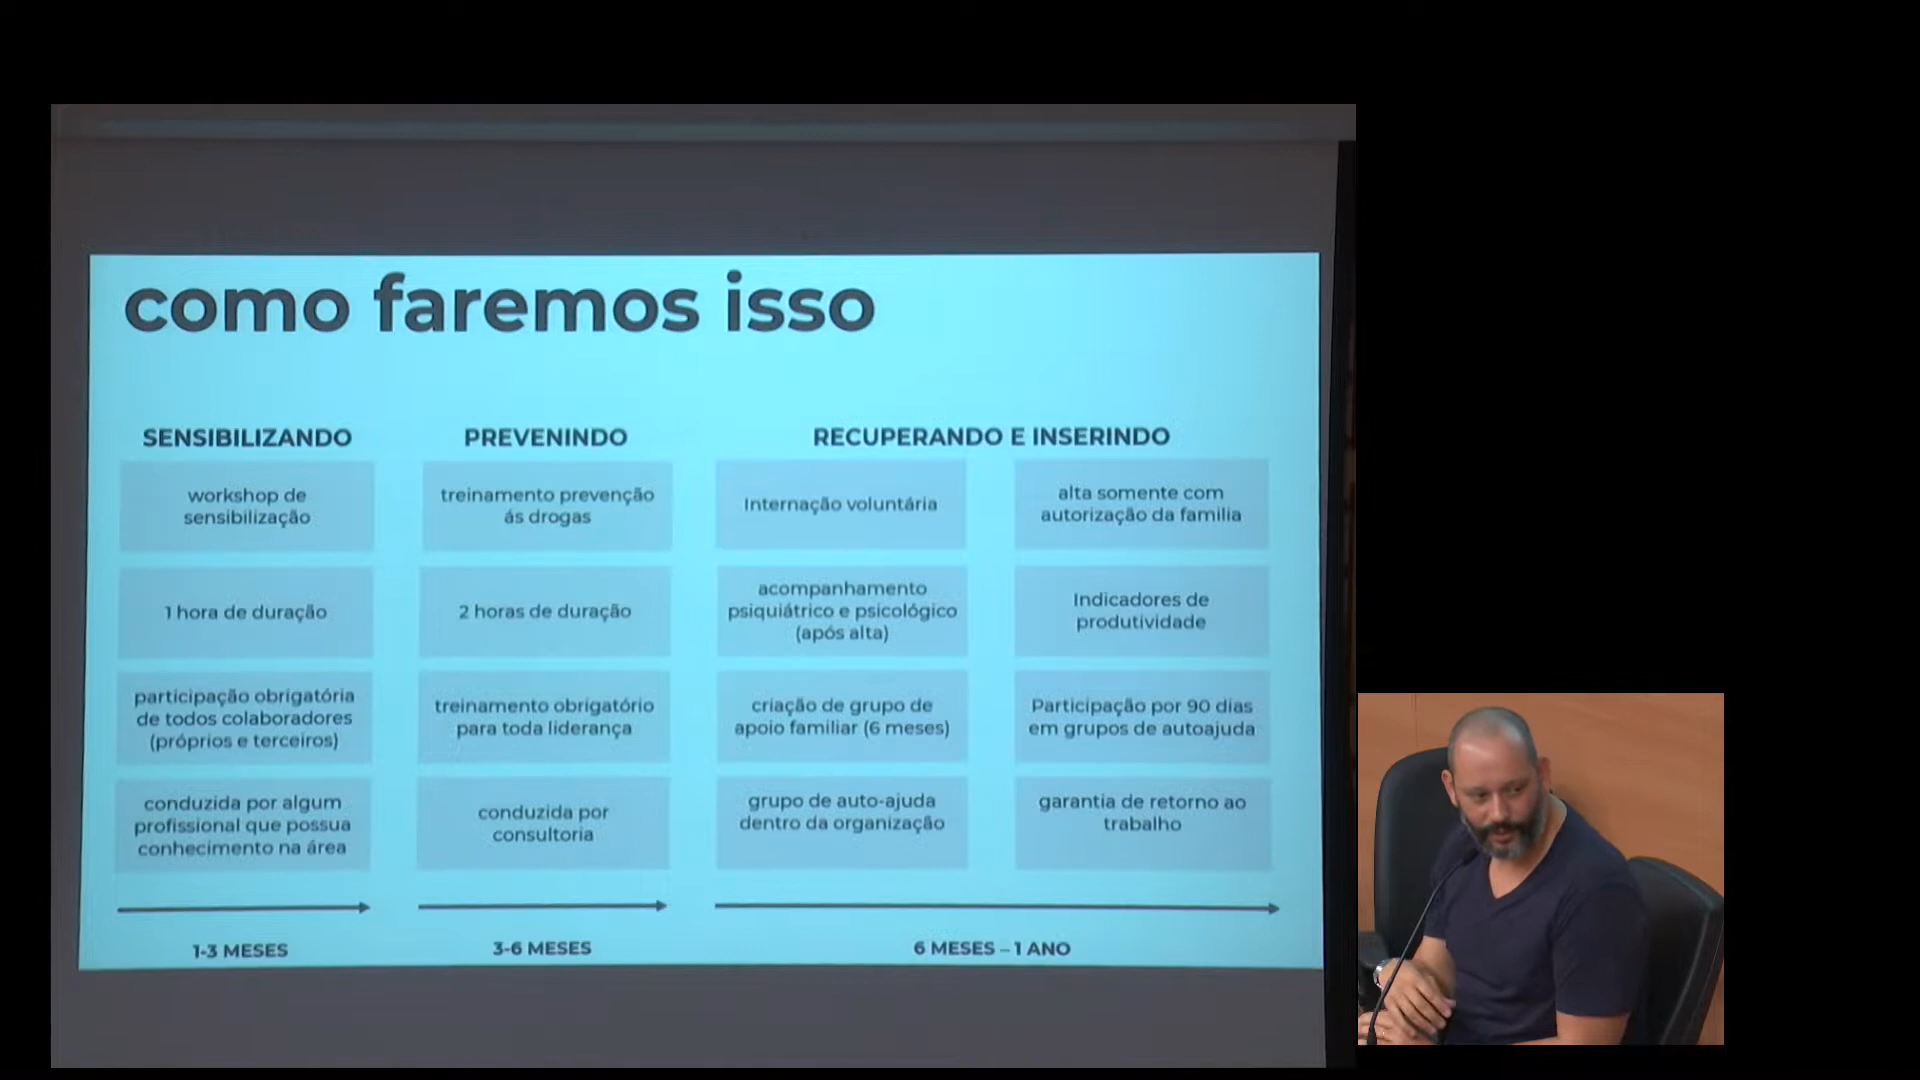 como faremos isso
SENSIBILIZANDO
workshop de
sensibilização
1 hora de duração
participação obrigatória
de todos colaboradores
(próprios e terceiros)
conduzida por algum
profissional que possua
conhecimento na área
1-3 MESES
PREVENINDO
treinamento prevenção
ás drogas
2 horas de duração
treinamento obrigatório
para toda liderança
conduzida por
consultoria
3-6 MESES
RECUPERANDO E INSERINDO
Internação voluntária
acompanhamento
psiquiátrico e psicológico
(após alta)
criação de grupo de
apoio familiar (6 meses)
grupo de auto-ajuda
dentro da organização
alta somente com
autorização da familia
Indicadores de
produtividade
Participação por 90 dias
em grupos de autoajuda
garantia de retorno ao
trabalho
6 MESES – 1 ANO